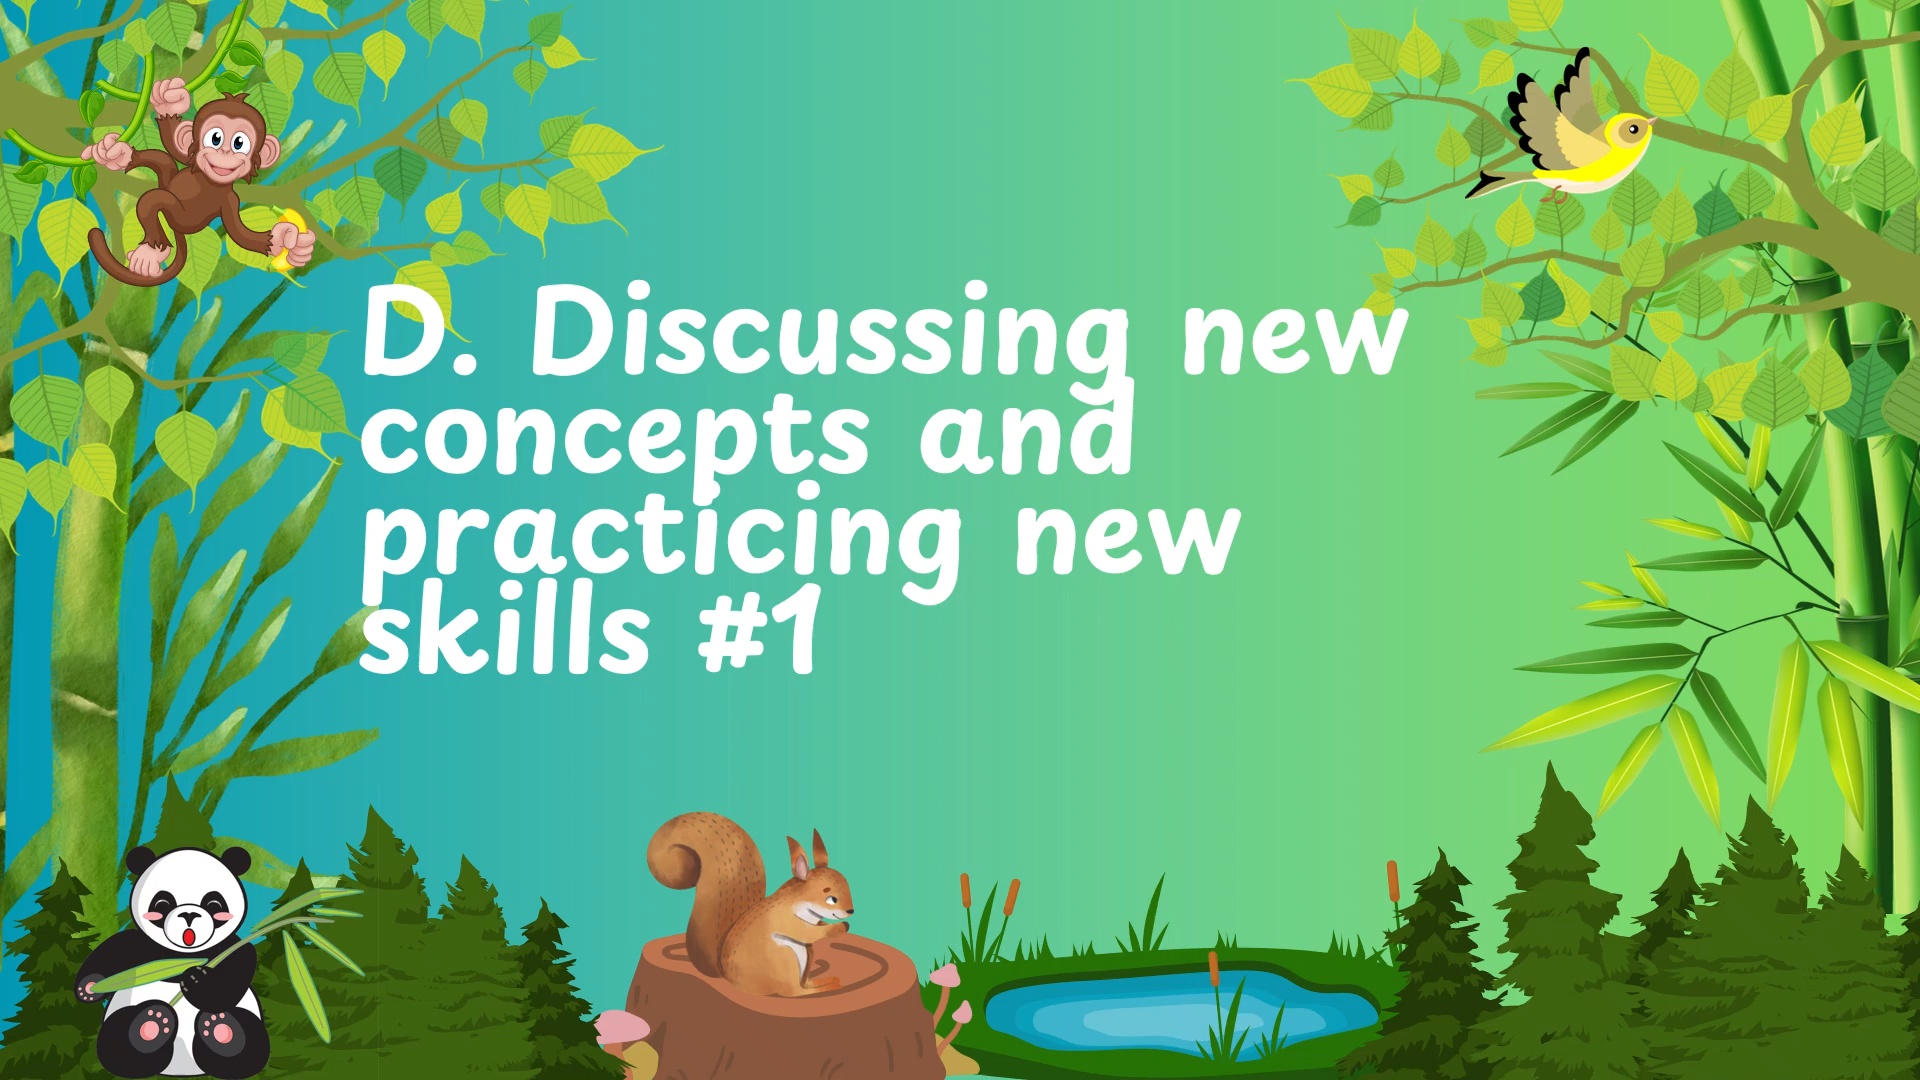 D. Discussing new
concepts and
practicing new
skills #1